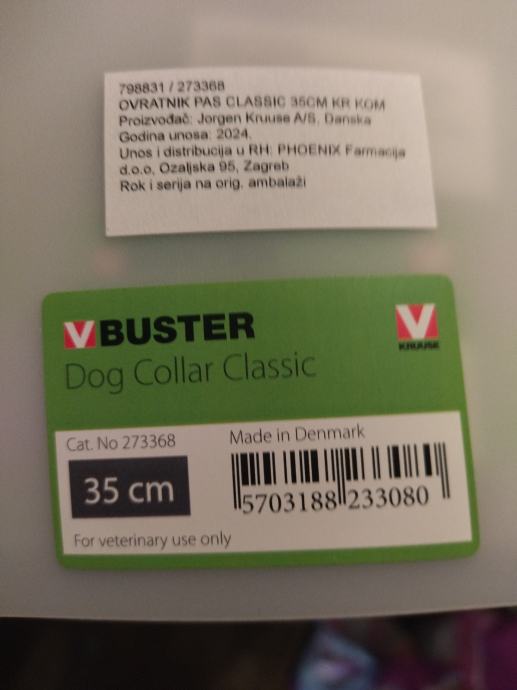 798831 / 273368
OVRATNIK PAS CLASSIC 35CM KR KOM
Proizvođač: Jorgen Kruuse A/S, Danska
Godina unosa: 2024.
Unos i distribucija u RH: PHOENIX Farmacija
d.o.o, Ozaljska 95, Zagreb
Rok i serija na orig. ambalaži
V BUSTER
V KRUUSE
Dog Collar Classic
Cat. No 273368
Made in Denmark
35 cm
5703188 233080
For veterinary use only